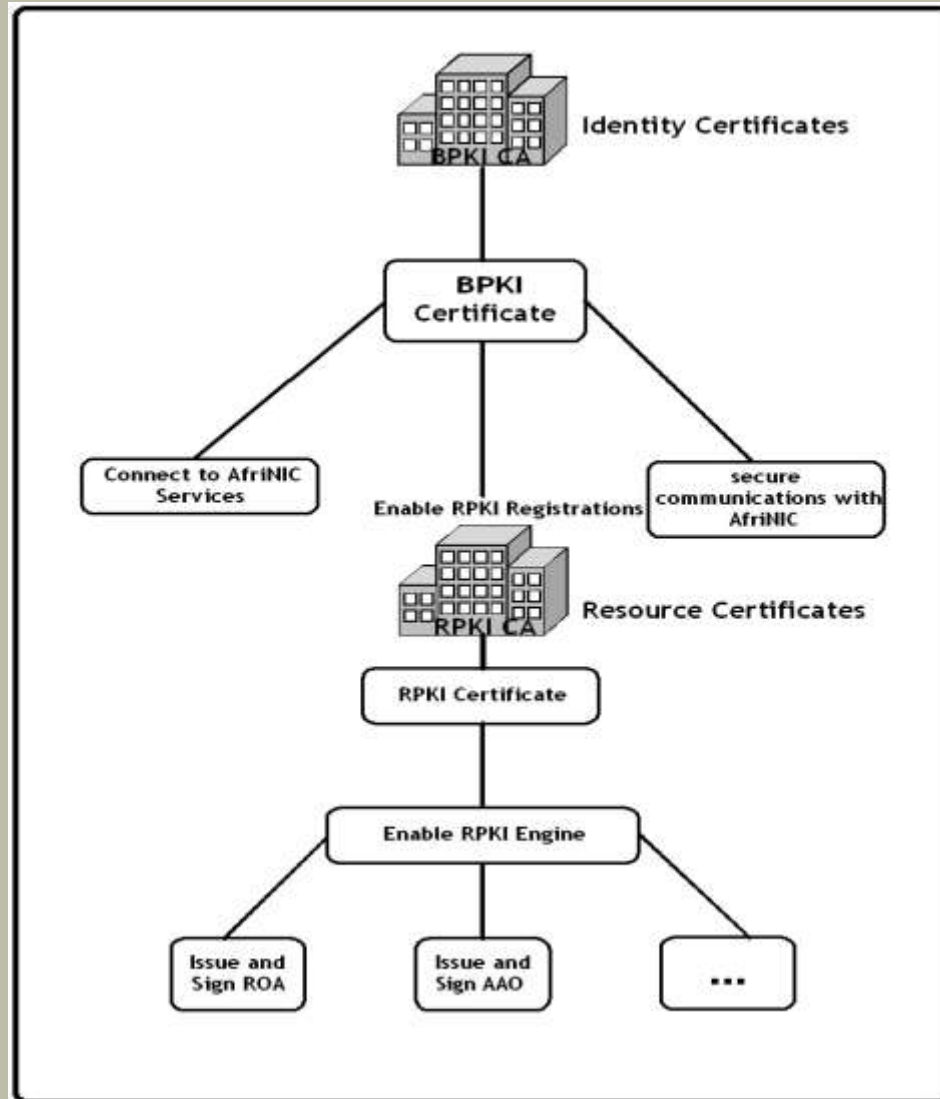 Identity Certificates
BPKI CA
BPKI
Certificate
Connect to AfriNIC
Services
secure
communications with
AfriNIC
Enable RPKI Registrations
Resource Certificates
RPKI CA
RPKI Certificate
Enable RPKI Engine
Issue and
Sign ROA
Issue and
Sign AAO
...